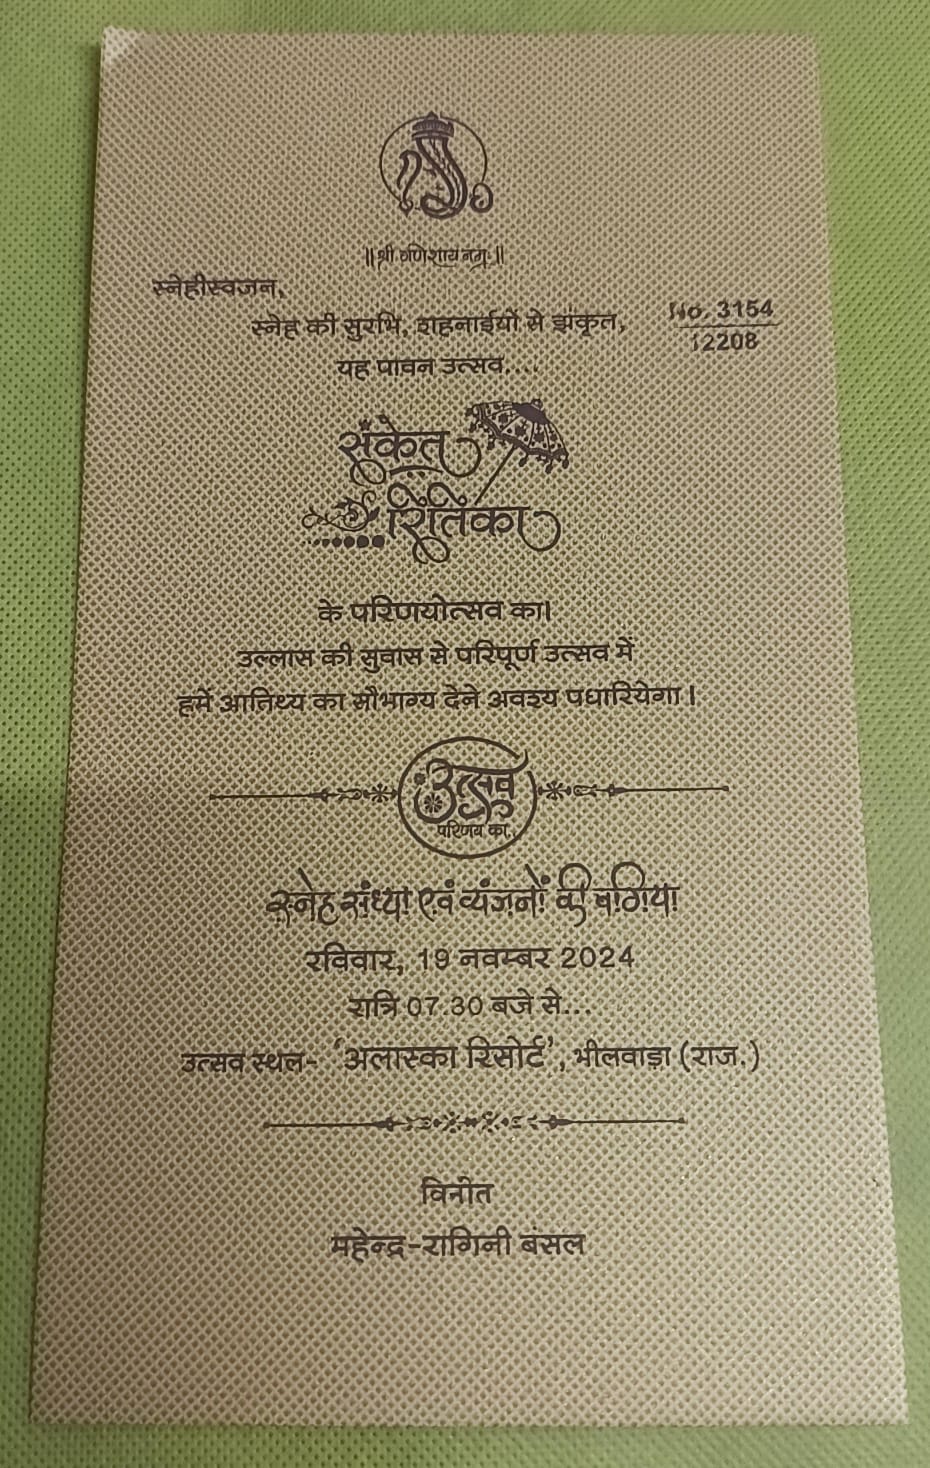 ॥ श्री गणेशाय नमः ॥
स्नेहीस्वजन,
स्नेह की सुरभि, शहनाईयों से झंकृत,
No. 3154
12208
यह पावन उत्सव....
संकेत
रितिका
के परिणयोत्सव का।
उल्लास की सुवास से परिपूर्ण उत्सव में
हमें आतिथ्य का सौभाग्य देने अवश्य पधारियेगा।
उत्सव
परिणय का..
स्नेह संध्या एवं व्यंजनों की बगिया
रविवार, 19 नवम्बर 2024
रात्रि 07.30 बजे से...
उत्सव स्थल- 'अलास्का रिसोर्ट', भीलवाड़ा (राज.)
विनीत
महेन्द्र-रागिनी बंसल